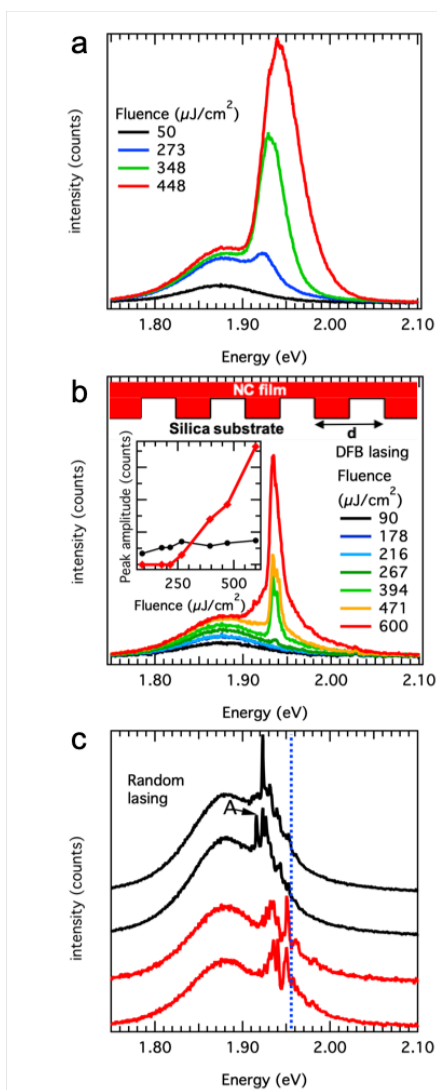 a
Fluence (µJ/cm²)
50
273
348
448
intensity (counts)
1.80 1.90 2.00 2.10
Energy (eV)
b
NC film
Silica substrate
d
DFB lasing
Fluence
(µJ/cm²)
90
178
216
267
394
471
600
Peak amplitude (counts)
250 500
Fluence (µJ/cm²)
intensity (counts)
1.80 1.90 2.00 2.10
Energy (eV)
c
Random
lasing
A
intensity (counts)
1.80 1.90 2.00 2.10
Energy (eV)